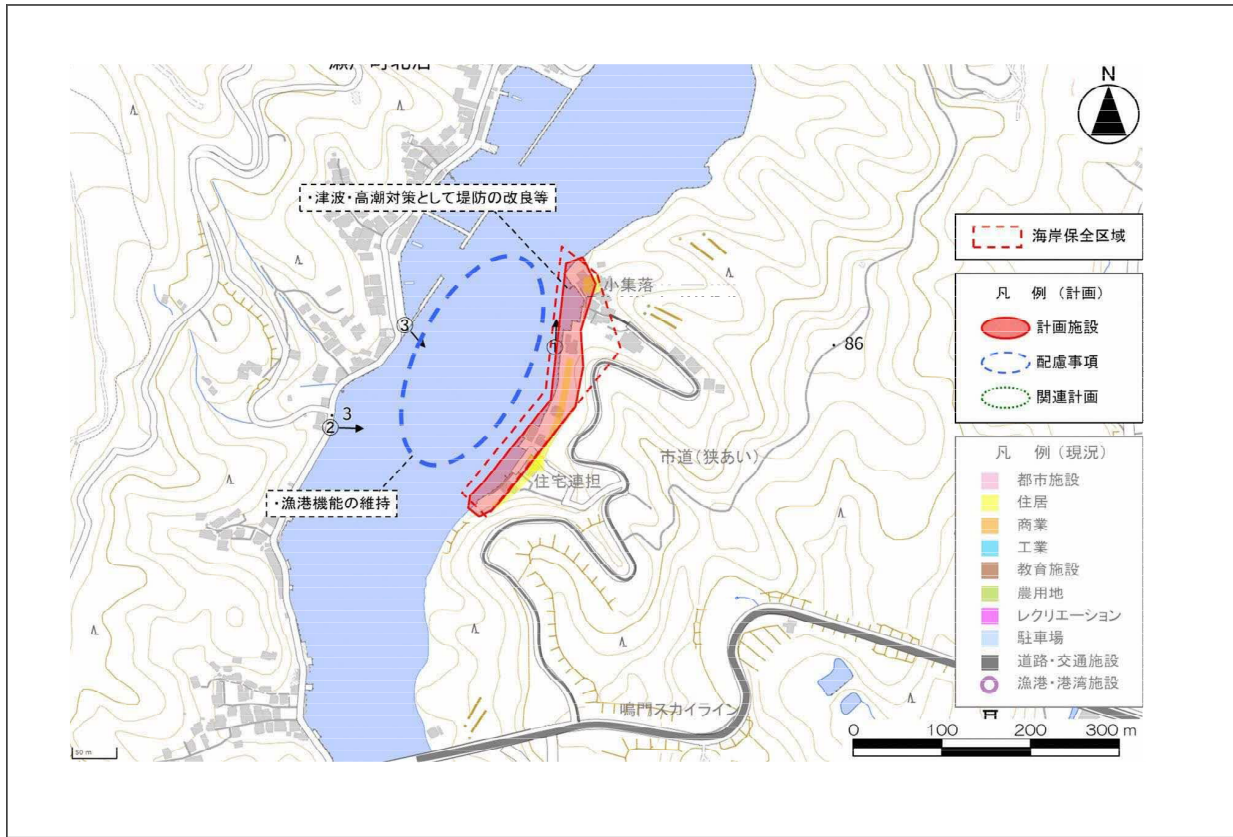 N
・津波・高潮対策として堤防の改良等
海岸保全区域
凡 例（計画）
計画施設
配慮事項
関連計画
小集落
③
86
3
②
市道（狭あい）
住宅連担
・漁港機能の維持
凡 例（現況）
都市施設
住居
商業
工業
教育施設
農用地
レクリエーション
駐車場
道路・交通施設
漁港・港湾施設
鳴門スカイライン
50 m
0 100 200 300 m